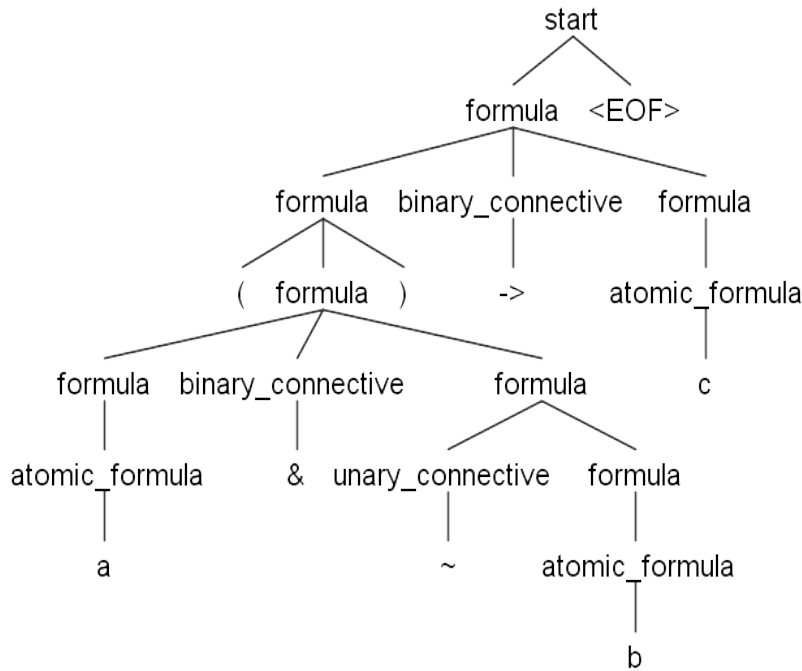 start
formula <EOF>
formula binary_connective formula
( formula ) -> atomic_formula
formula binary_connective formula c
atomic_formula & unary_connective formula
a ~ atomic_formula
b